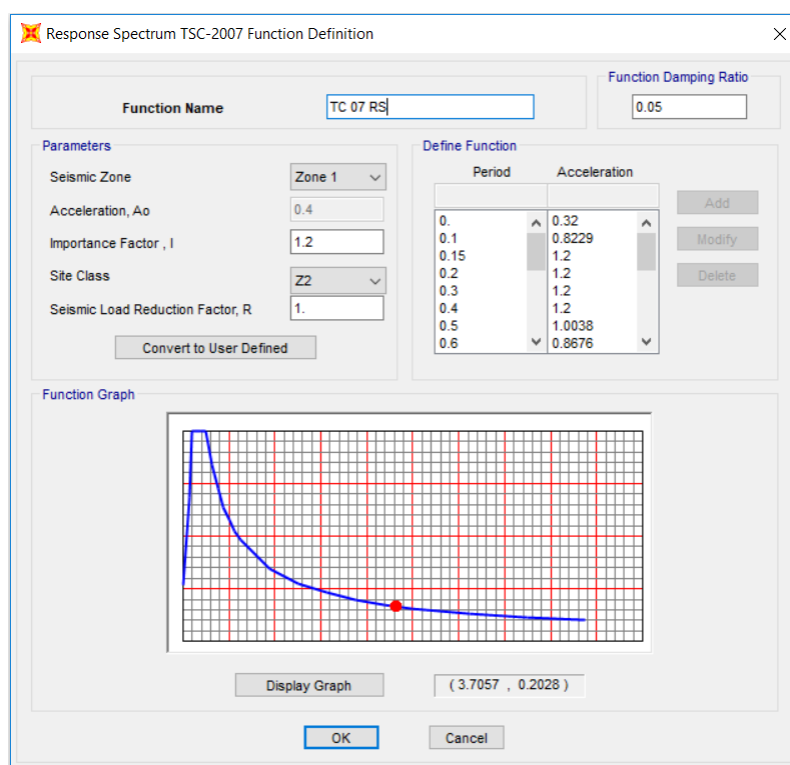 Response Spectrum TSC-2007 Function Definition
Function Name
TC 07 RS
Function Damping Ratio
0.05
Parameters
Seismic Zone
Zone 1
Acceleration, Ao
0.4
Importance Factor , I
1.2
Site Class
Z2
Seismic Load Reduction Factor, R
1.
Convert to User Defined
Define Function
Period Acceleration
0. 0.32
0.1 0.8229
0.15 1.2
0.2 1.2
0.3 1.2
0.4 1.2
0.5 1.0038
0.6 0.8676
Add
Modify
Delete
Function Graph
Display Graph
( 3.7057 , 0.2028 )
OK
Cancel